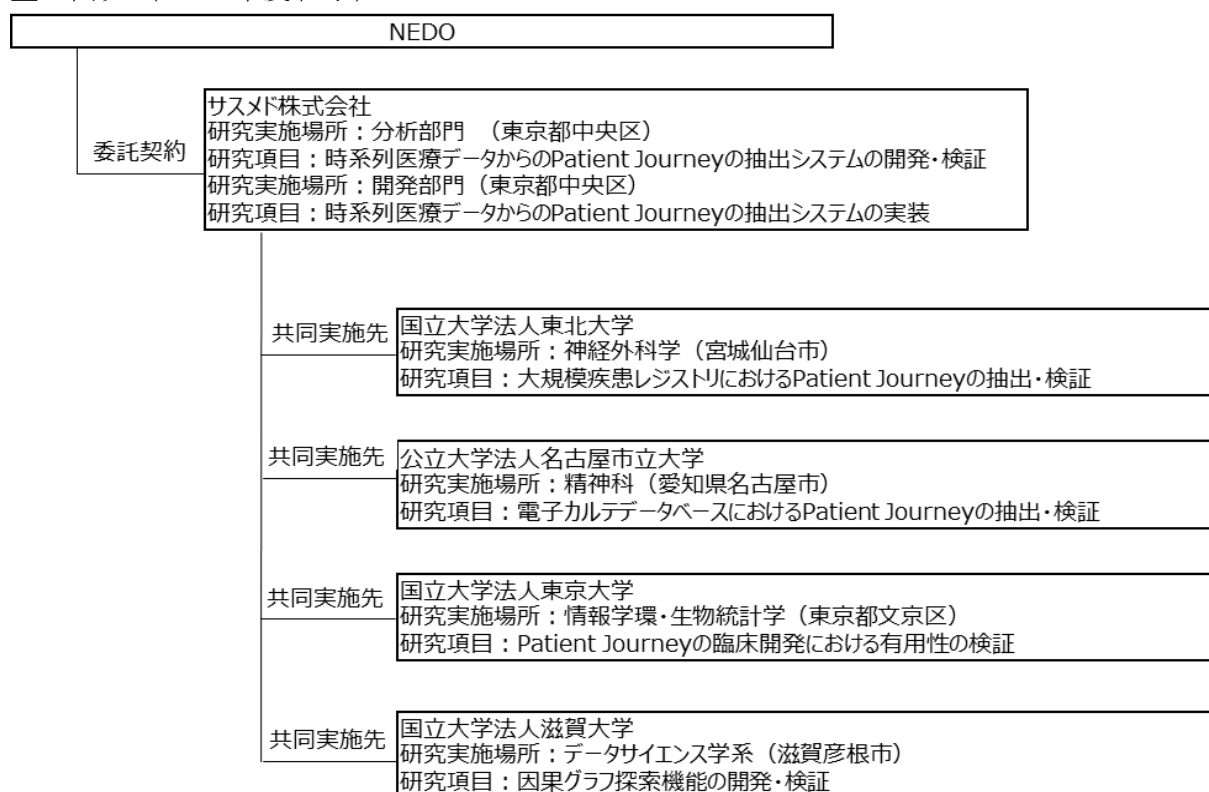 NEDO
委託契約
サスメド株式会社
研究実施場所：分析部門　（東京都中央区）
研究項目：時系列医療データからのPatient Journeyの抽出システムの開発・検証
研究実施場所：開発部門（東京都中央区）
研究項目：時系列医療データからのPatient Journeyの抽出システムの実装
共同実施先
国立大学法人東北大学
研究実施場所：神経外科学（宮城仙台市）
研究項目：大規模疾患レジストリにおけるPatient Journeyの抽出・検証
共同実施先
公立大学法人名古屋市立大学
研究実施場所：精神科（愛知県名古屋市）
研究項目：電子カルテデータベースにおけるPatient Journeyの抽出・検証
共同実施先
国立大学法人東京大学
研究実施場所：情報学環・生物統計学（東京都文京区）
研究項目：Patient Journeyの臨床開発における有用性の検証
共同実施先
国立大学法人滋賀大学
研究実施場所：データサイエンス学系（滋賀彦根市）
研究項目：因果グラフ探索機能の開発・検証